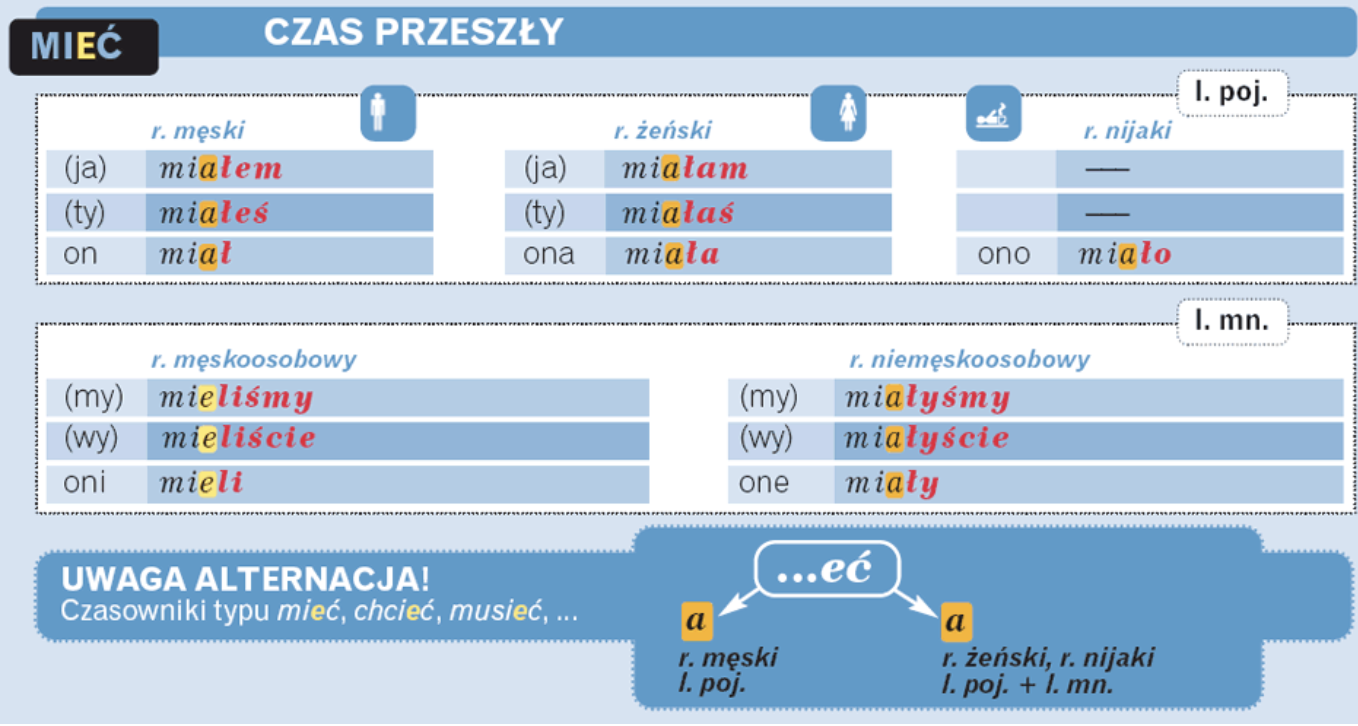 MIEĆ
CZAS PRZESZŁY
l. poj.
r. męski r. żeński r. nijaki
(ja) miałem (ja) miałam —
(ty) miałeś (ty) miałaś —
on miał ona miała ono miało
l. mn.
r. męskoosobowy r. niemęskoosobowy
(my) mieliśmy (my) miałyśmy
(wy) mieliście (wy) miałyście
oni mieli one miały
UWAGA ALTERNACJA!
Czasowniki typu mieć, chcieć, musieć, ...
...eć
a a
r. męski r. żeński, r. nijaki
l. poj. l. poj. + l. mn.